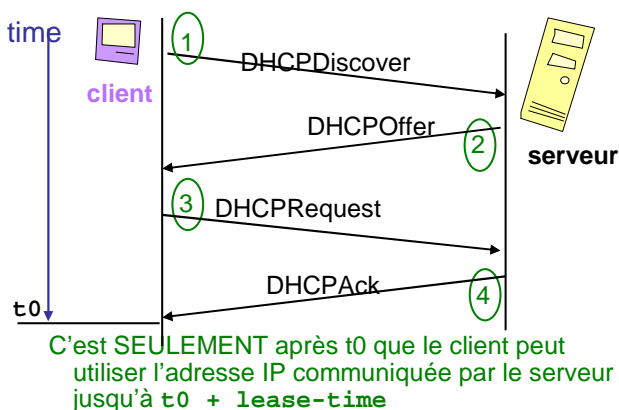 time
1
DHCPDiscover
client
DHCPOffer
2
serveur
3
DHCPRequest
DHCPAck
4
t0
C'est SEULEMENT après t0 que le client peut
utiliser l'adresse IP communiquée par le serveur
jusqu'à t0 + lease-time